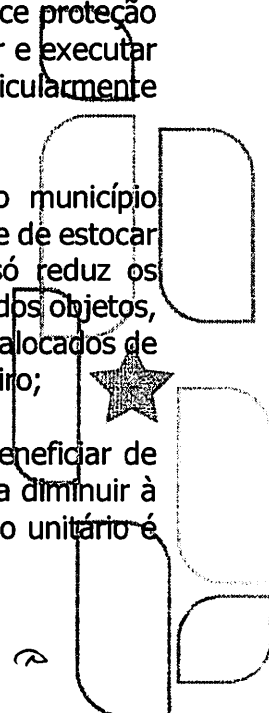 ce proteção
r e executar
icularmente
o município
e de estocar
só reduz os
dos objetos,
alocados de
iro;
eneficiar de
a diminuir à
o unitário é